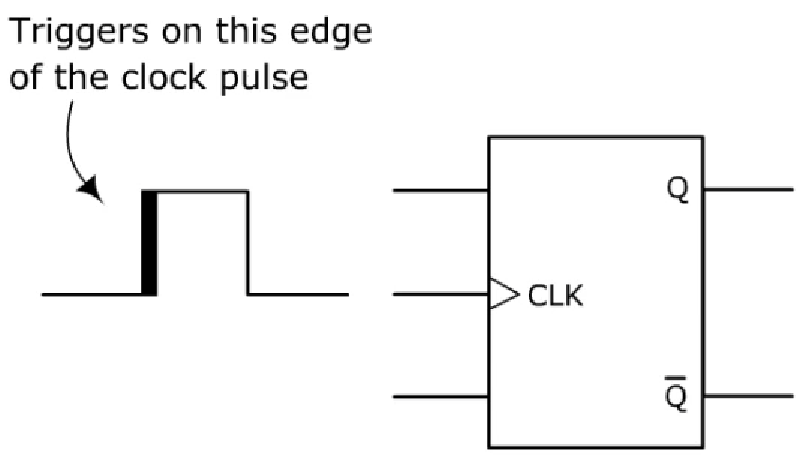 Triggers on this edge
of the clock pulse
Q
CLK
Q̅